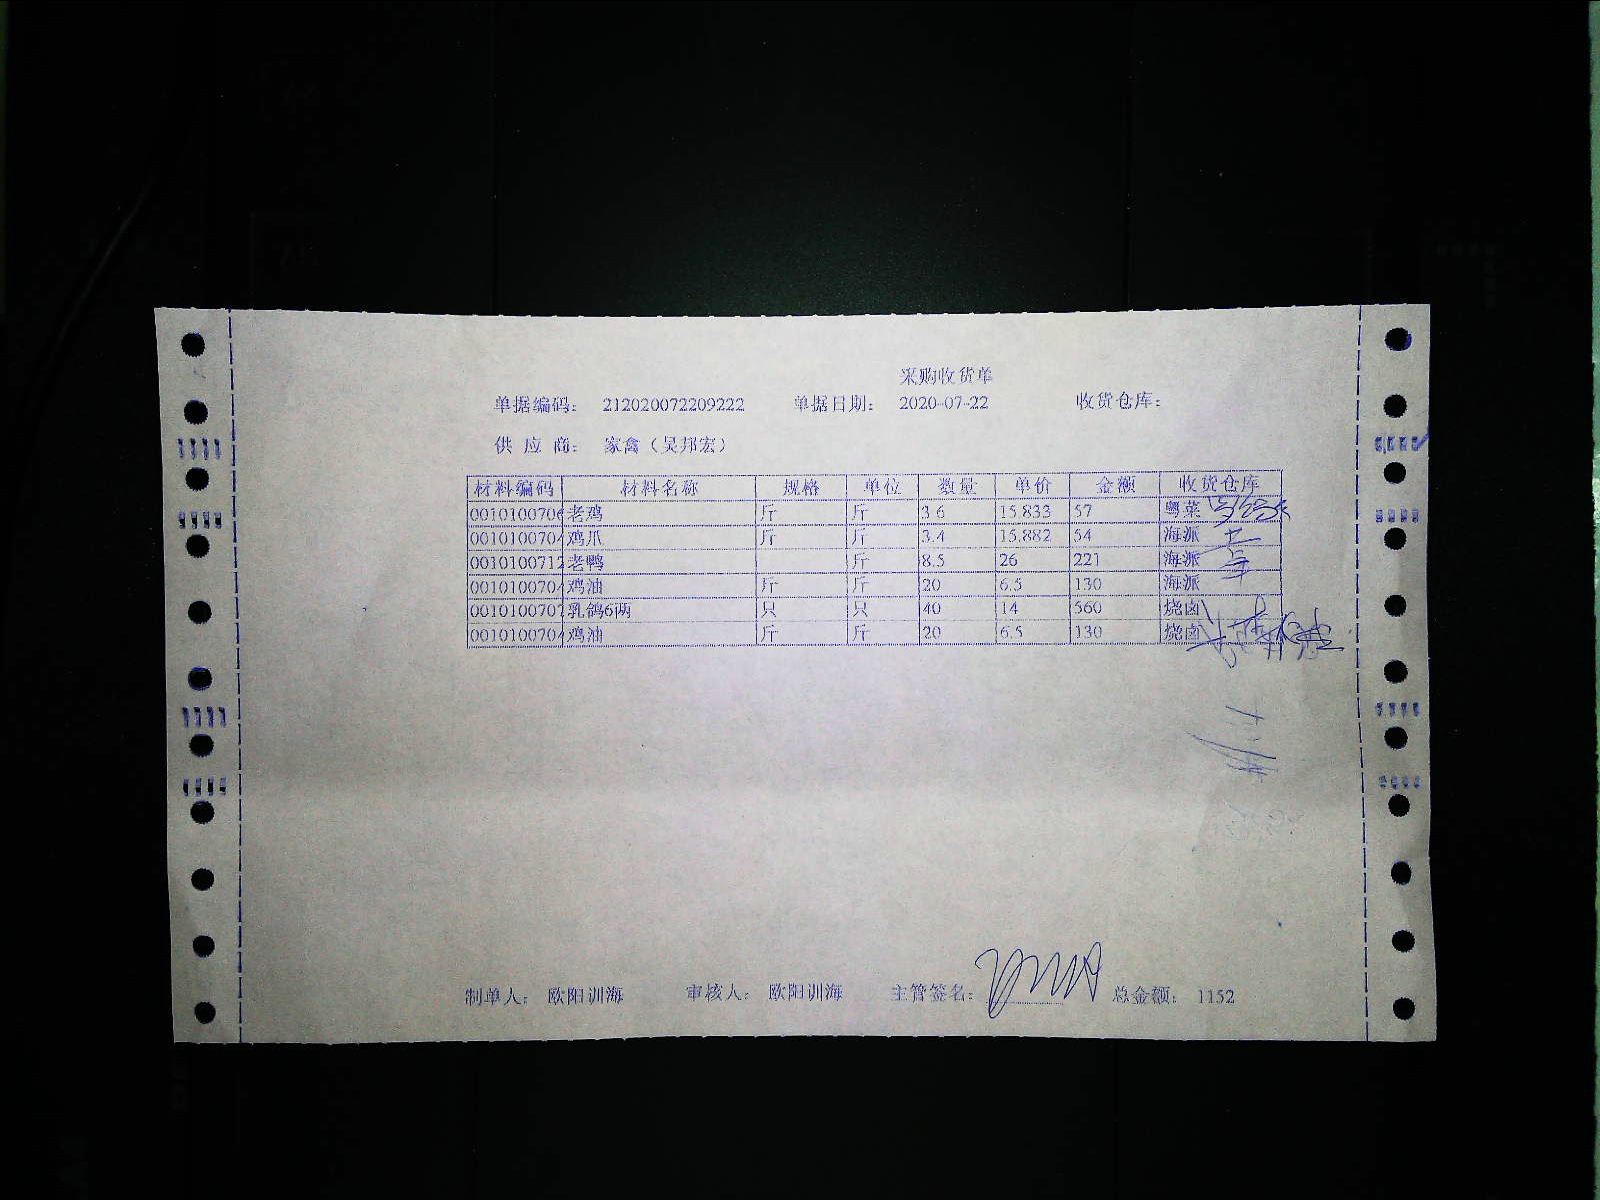 采购收货单
单据编码： 212020072209222 单据日期： 2020-07-22 收货仓库：
供 应 商： 家禽（吴邦宏）
材料编码 材料名称 规格 单位 数量 单价 金额 收货仓库
0010100706 老鸡 斤 斤 3.6 15.833 57 粤菜
001010070 鸡爪 斤 斤 3.4 15.882 54 海派
0010100712 老鸭 斤 8.5 26 221 海派
001010070 鸡油 斤 斤 20 6.5 130 海派
001010070 乳鸽6两 只 只 40 14 560 烧卤
001010070 鸡油 斤 斤 20 6.5 130 烧卤
制单人： 欧阳训海 审核人： 欧阳训海 主管签名： 总金额： 1152